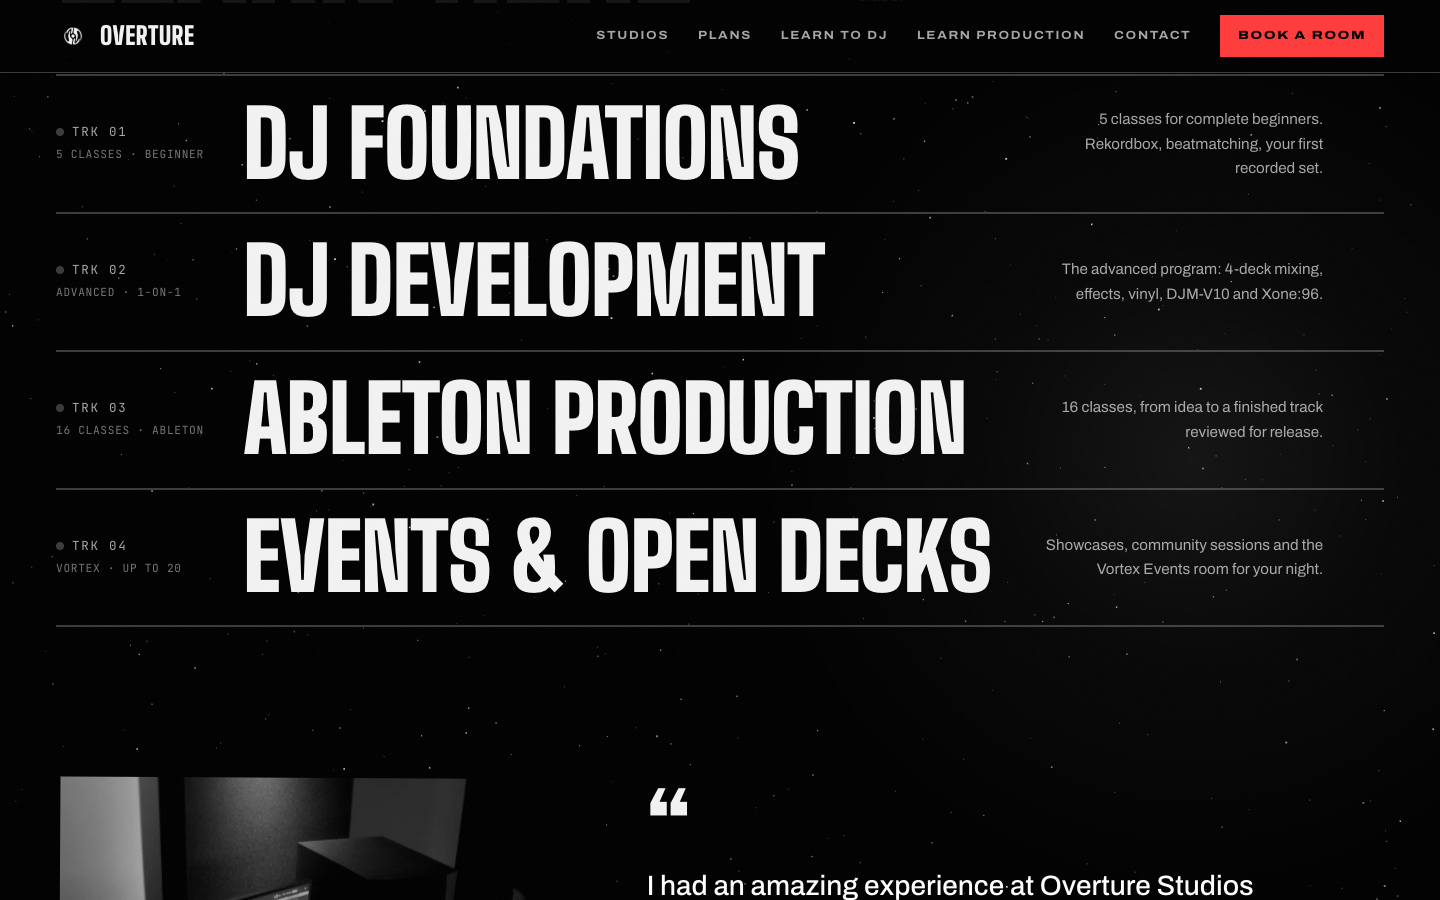 OVERTURE
STUDIOS
PLANS
LEARN TO DJ
LEARN PRODUCTION
CONTACT
BOOK A ROOM
TRK 01
5 CLASSES · BEGINNER
DJ FOUNDATIONS
5 classes for complete beginners.
Rekordbox, beatmatching, your first
recorded set.
TRK 02
ADVANCED · 1-ON-1
DJ DEVELOPMENT
The advanced program: 4-deck mixing,
effects, vinyl, DJM-V10 and Xone:96.
TRK 03
16 CLASSES · ABLETON
ABLETON PRODUCTION
16 classes, from idea to a finished track
reviewed for release.
TRK 04
VORTEX · UP TO 20
EVENTS & OPEN DECKS
Showcases, community sessions and the
Vortex Events room for your night.
“
I had an amazing experience at Overture Studios